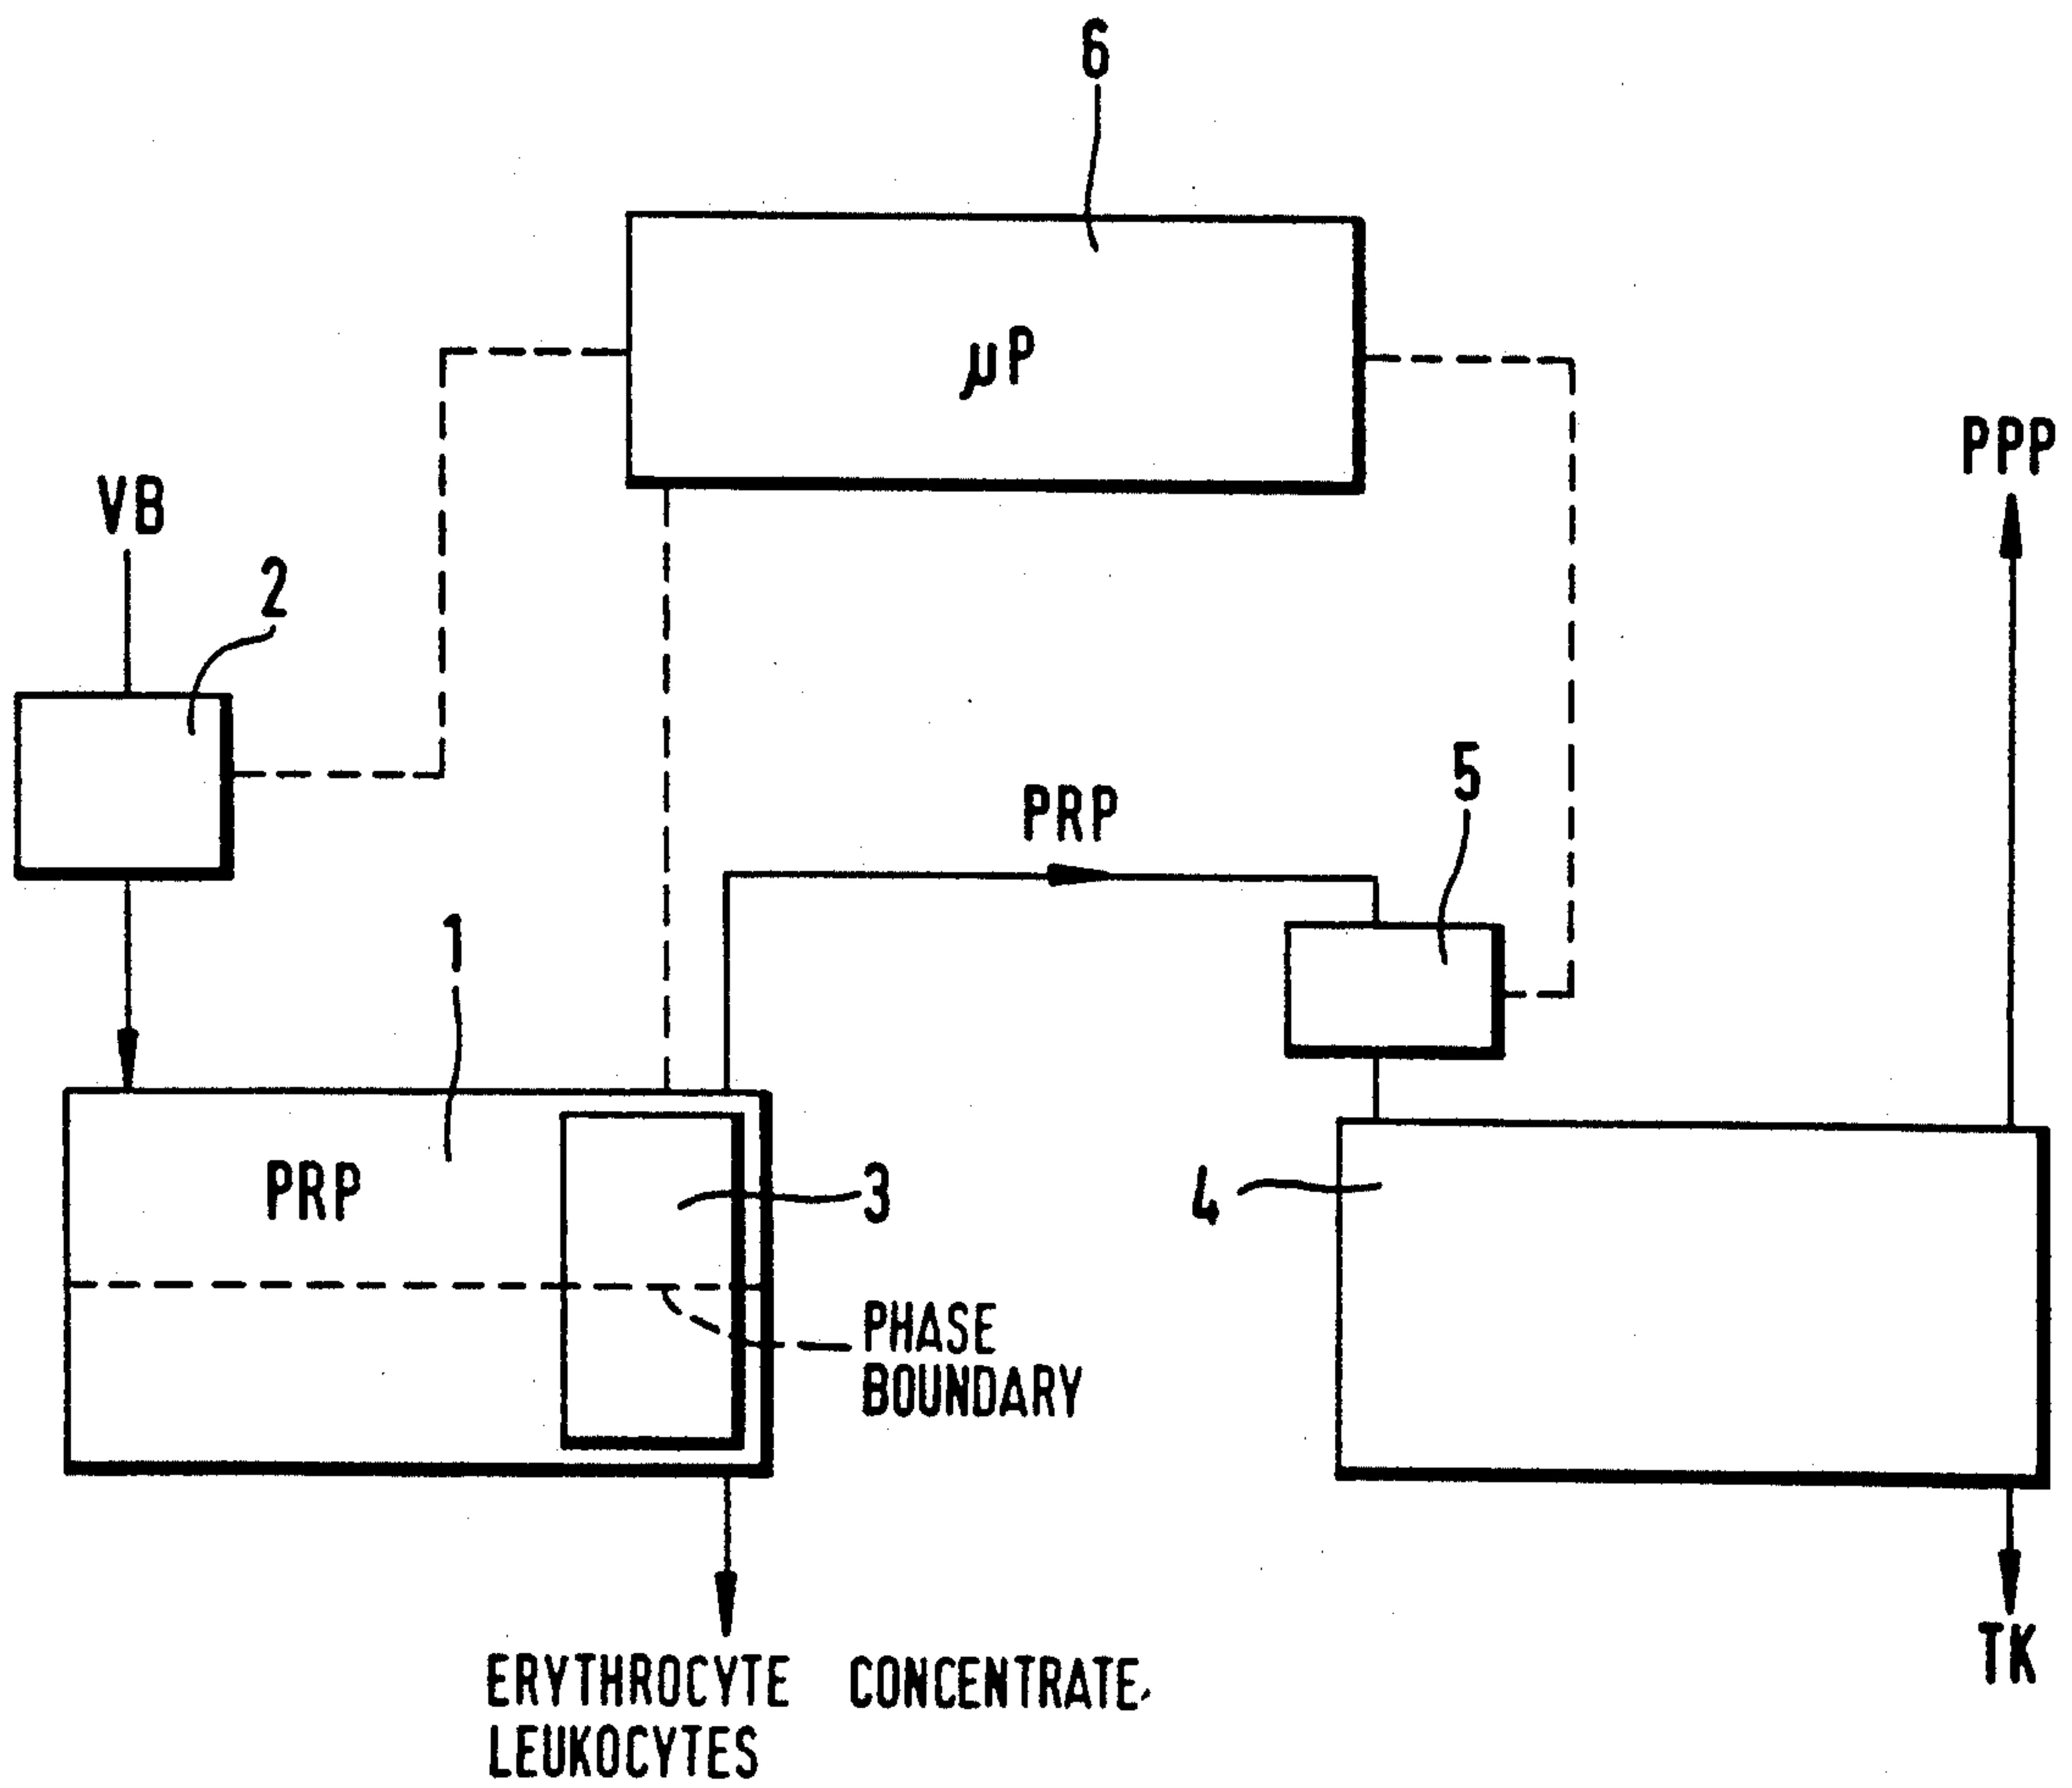 6
µP
PPP
VB
2
5
PRP
1
PRP
3
4
PHASE
BOUNDARY
ERYTHROCYTE CONCENTRATE,
LEUKOCYTES
TK